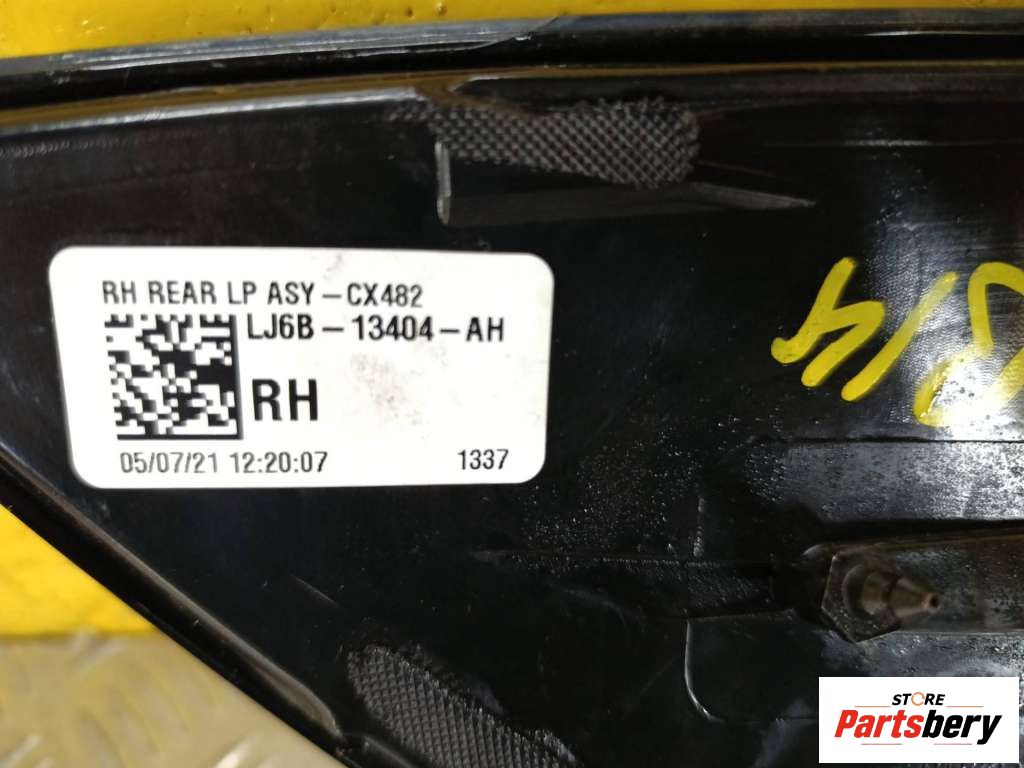 RH REAR LP ASY-CX482
LJ6B-13404-AH
RH
05/07/21 12:20:07 1337
STORE
Partsbery